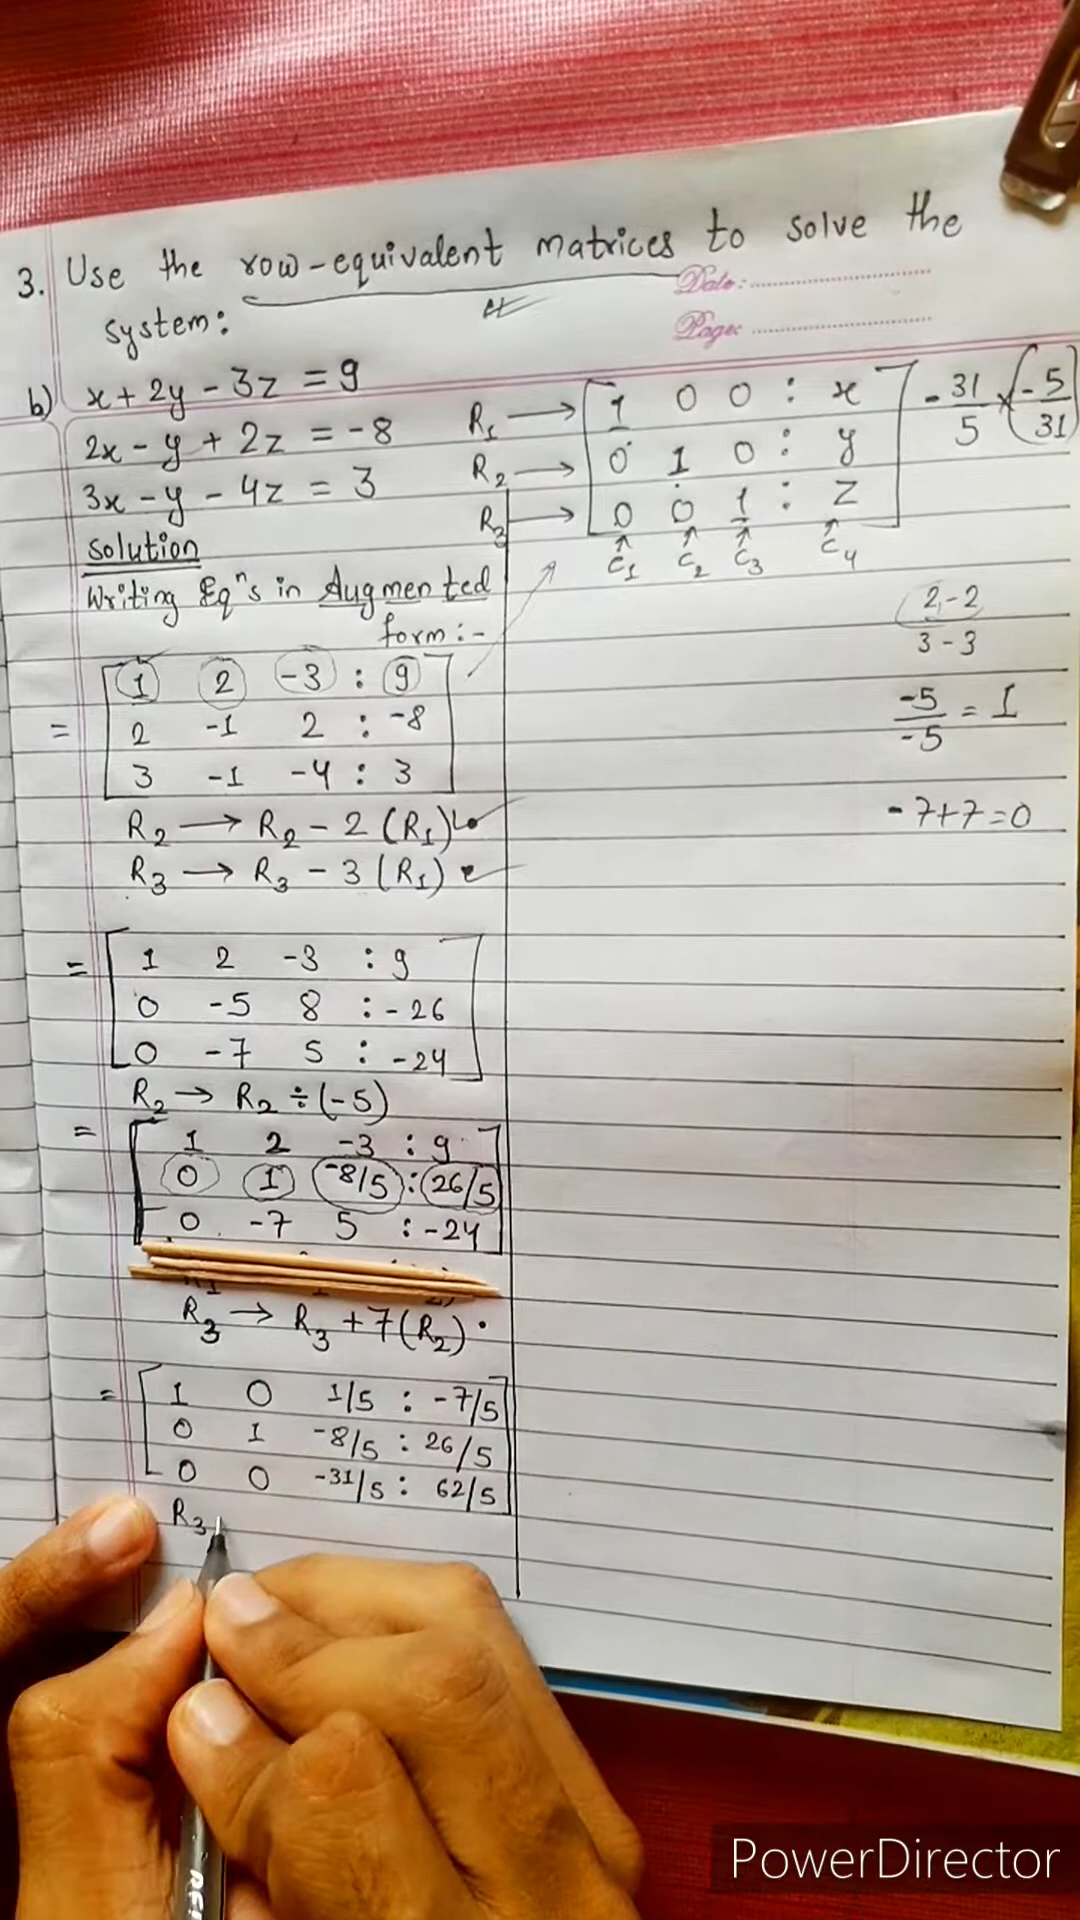 3. Use the row-equivalent matrices to solve the
system:
Date:
Page:
b) x + 2y - 3z = 9
2x - y + 2z = -8
3x - y - 4z = 3
R₁ → [ 1 0 0 : x ]
R₂ → 0 1 0 : y
R₃ → 0 0 1 : z
C₁ C₂ C₃ C₄
-31/5 × (-5/31)
2-2
3-3
-5/-5 = 1
-7+7=0
Solution
Writing Eqⁿ's in Augmented
form:-
= [ 1 2 -3 : 9
2 -1 2 : -8
3 -1 -4 : 3 ]
R₂ → R₂ - 2 (R₁)
R₃ → R₃ - 3 (R₁)
= [ 1 2 -3 : 9
0 -5 8 : -26
0 -7 5 : -24 ]
R₂ → R₂ ÷ (-5)
= [ 1 2 -3 : 9
0 1 -8/5 : 26/5
0 -7 5 : -24 ]
R₃ → R₃ + 7(R₂)
= [ 1 0 1/5 : -7/5
0 1 -8/5 : 26/5
0 0 -31/5 : 62/5 ]
R₃
PowerDirector